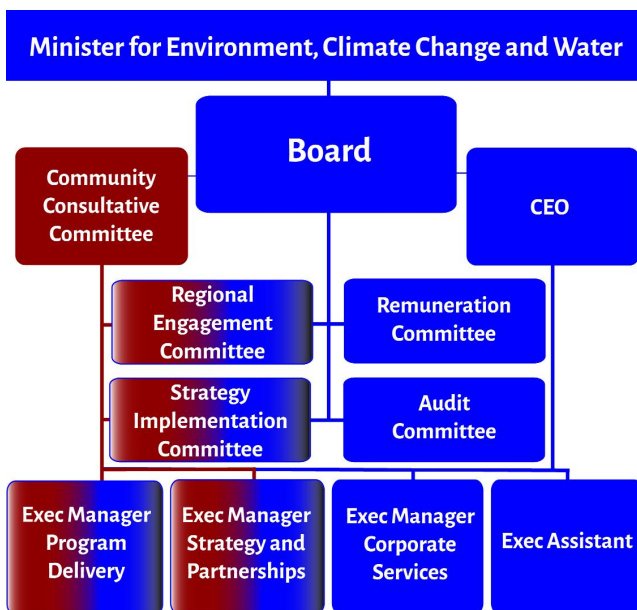 Minister for Environment, Climate Change and Water
Board
Community
Consultative
Committee
CEO
Regional
Engagement
Committee
Remuneration
Committee
Strategy
Implementation
Committee
Audit
Committee
Exec Manager
Program
Delivery
Exec Manager
Strategy and
Partnerships
Exec Manager
Corporate
Services
Exec Assistant